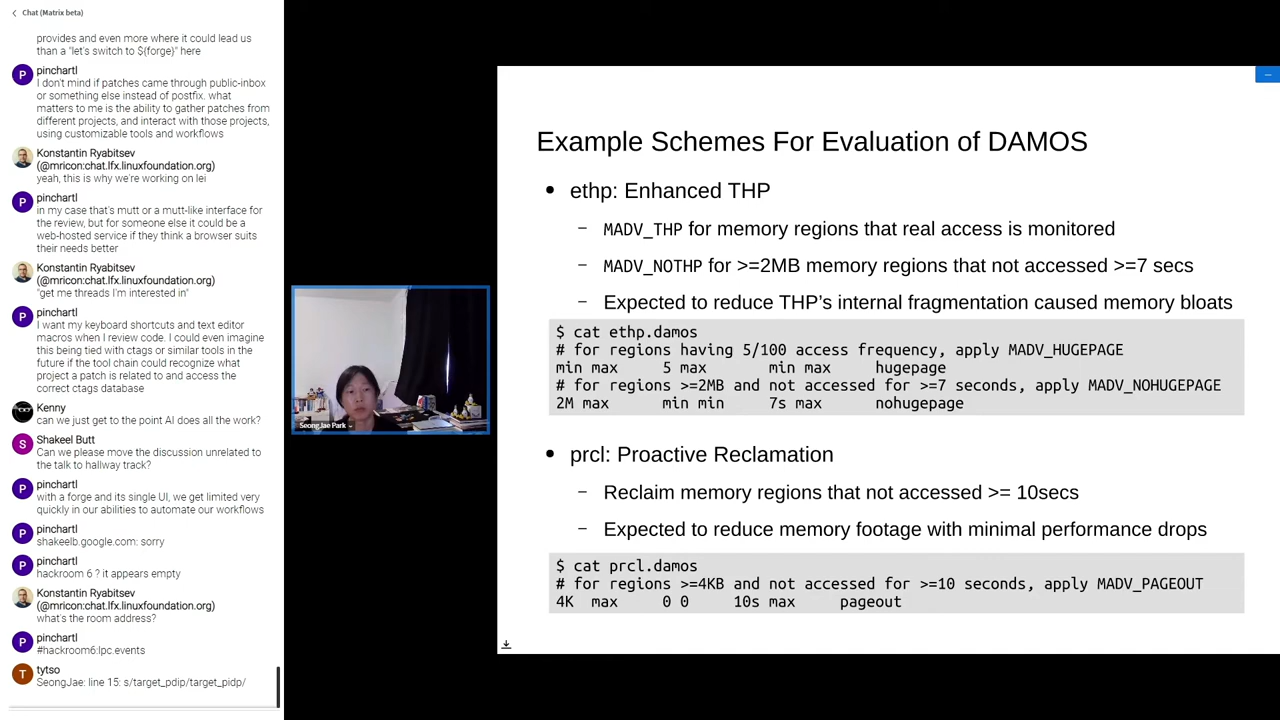 Chat (Matrix beta)
provides and even more where it could lead us
than a "let's switch to ${forge}" here
pinchartl
I don't mind if patches came through public-inbox
or something else instead of postfix. what
matters to me is the ability to gather patches from
different projects, and interact with those projects,
using customizable tools and workflows
Konstantin Ryabitsev
(@mricon:chat.lfx.linuxfoundation.org)
yeah, this is why we're working on lei
pinchartl
in my case that's mutt or a mutt-like interface for
the review, but for someone else it could be a
web-hosted service if they think a browser suits
their needs better
Konstantin Ryabitsev
(@mricon:chat.lfx.linuxfoundation.org)
"get me threads I'm interested in"
pinchartl
I want my keyboard shortcuts and text editor
macros when I review code. I could even imagine
this being tied with ctags or similar tools in the
future if the tool chain could recognize what
project a patch is related to and access the
correct ctags database
Kenny
can we just get to the point AI does all the work?
Shakeel Butt
Can we please move the discussion unrelated to
the talk to hallway track?
pinchartl
with a forge and its single UI, we get limited very
quickly in our abilities to automate our workflows
pinchartl
shakeelb.google.com: sorry
pinchartl
hackroom 6 ? it appears empty
Konstantin Ryabitsev
(@mricon:chat.lfx.linuxfoundation.org)
what's the room address?
pinchartl
#hackroom6:lpc.events
tytso
SeongJae: line 15: s/target_pdip/target_pidp/
SeongJae Park
Example Schemes For Evaluation of DAMOS
● ethp: Enhanced THP
– MADV_THP for memory regions that real access is monitored
– MADV_NOTHP for >=2MB memory regions that not accessed >=7 secs
– Expected to reduce THP's internal fragmentation caused memory bloats
$ cat ethp.damos
# for regions having 5/100 access frequency, apply MADV_HUGEPAGE
min max 5 max min max hugepage
# for regions >=2MB and not accessed for >=7 seconds, apply MADV_NOHUGEPAGE
2M max min min 7s max nohugepage
● prcl: Proactive Reclamation
– Reclaim memory regions that not accessed >= 10secs
– Expected to reduce memory footage with minimal performance drops
$ cat prcl.damos
# for regions >=4KB and not accessed for >=10 seconds, apply MADV_PAGEOUT
4K max 0 0 10s max pageout